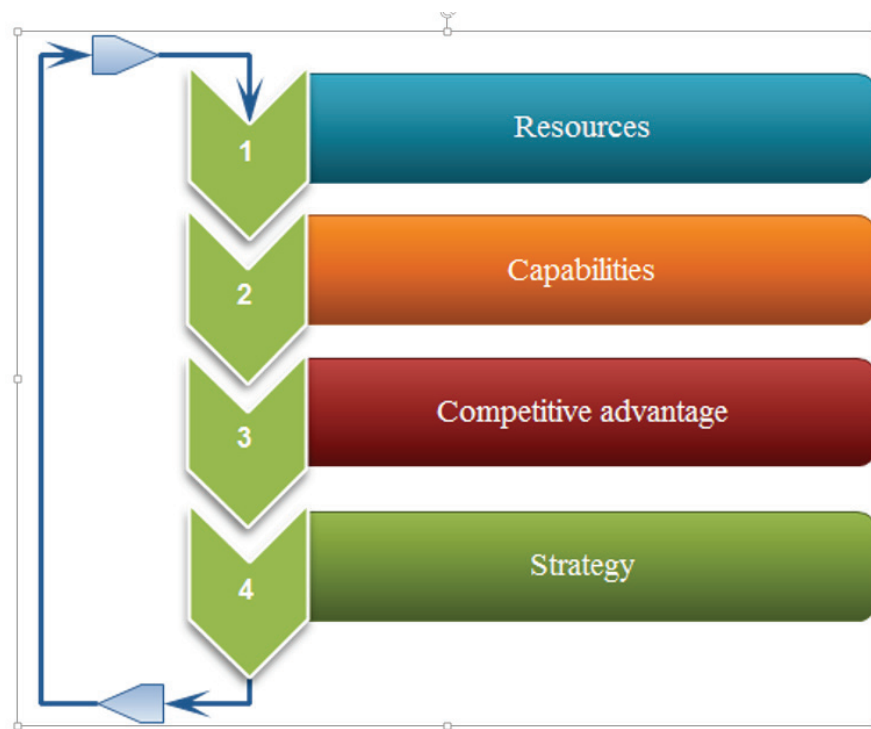 1
Resources
2
Capabilities
3
Competitive advantage
4
Strategy